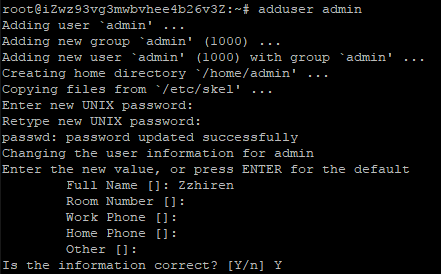 root@iZwz93vg3mwbvhee4b26v3Z:~# adduser admin
Adding user `admin' ...
Adding new group `admin' (1000) ...
Adding new user `admin' (1000) with group `admin' ...
Creating home directory `/home/admin' ...
Copying files from `/etc/skel' ...
Enter new UNIX password:
Retype new UNIX password:
passwd: password updated successfully
Changing the user information for admin
Enter the new value, or press ENTER for the default
        Full Name []: Zzhiren
        Room Number []:
        Work Phone []:
        Home Phone []:
        Other []:
Is the information correct? [Y/n] Y